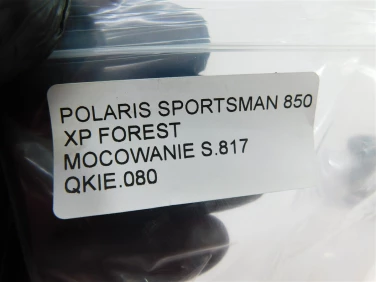 POLARIS SPORTSMAN 850
XP FOREST
MOCOWANIE S.817
QKIE.080